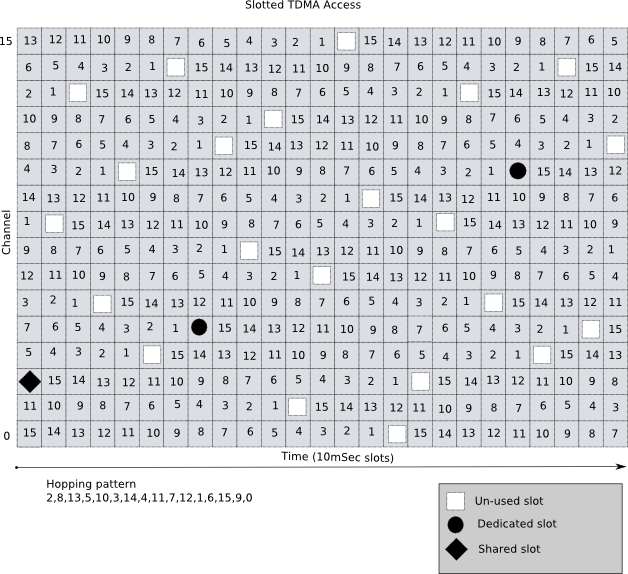 Slotted TDMA Access
15 13 12 11 10 9 8 7 6 5 4 3 2 1 15 14 13 12 11 10 9 8 7 6 5
6 5 4 3 2 1 15 14 13 12 11 10 9 8 7 6 5 4 3 2 1 15 14
2 1 15 14 13 12 11 10 9 8 7 6 5 4 3 2 1 15 14 13 12 11 10
10 9 8 7 6 5 4 3 2 1 15 14 13 12 11 10 9 8 7 6 5 4 3 2
8 7 6 5 4 3 2 1 15 14 13 12 11 10 9 8 7 6 5 4 3 2 1
4 3 2 1 15 14 13 12 11 10 9 8 7 6 5 4 3 2 1 15 14 13 12
14 13 12 11 10 9 8 7 6 5 4 3 2 1 15 14 13 12 11 10 9 8 7 6
1 15 14 13 12 11 10 9 8 7 6 5 4 3 2 1 15 14 13 12 11 10 9
Channel
9 8 7 6 5 4 3 2 1 15 14 13 12 11 10 9 8 7 6 5 4 3 2 1
12 11 10 9 8 7 6 5 4 3 2 1 15 14 13 12 11 10 9 8 7 6 5 4
3 2 1 15 14 13 12 11 10 9 8 7 6 5 4 3 2 1 15 14 13 12 11
7 6 5 4 3 2 1 15 14 13 12 11 10 9 8 7 6 5 4 3 2 1 15
5 4 3 2 1 15 14 13 12 11 10 9 8 7 6 5 4 3 2 1 15 14 13
15 14 13 12 11 10 9 8 7 6 5 4 3 2 1 15 14 13 12 11 10 9 8
11 10 9 8 7 6 5 4 3 2 1 15 14 13 12 11 10 9 8 7 6 5 4 3
0 15 14 13 12 11 10 9 8 7 6 5 4 3 2 1 15 14 13 12 11 10 9 8 7
Time (10mSec slots)
Hopping pattern
2,8,13,5,10,3,14,4,11,7,12,1,6,15,9,0
Un-used slot
Dedicated slot
Shared slot